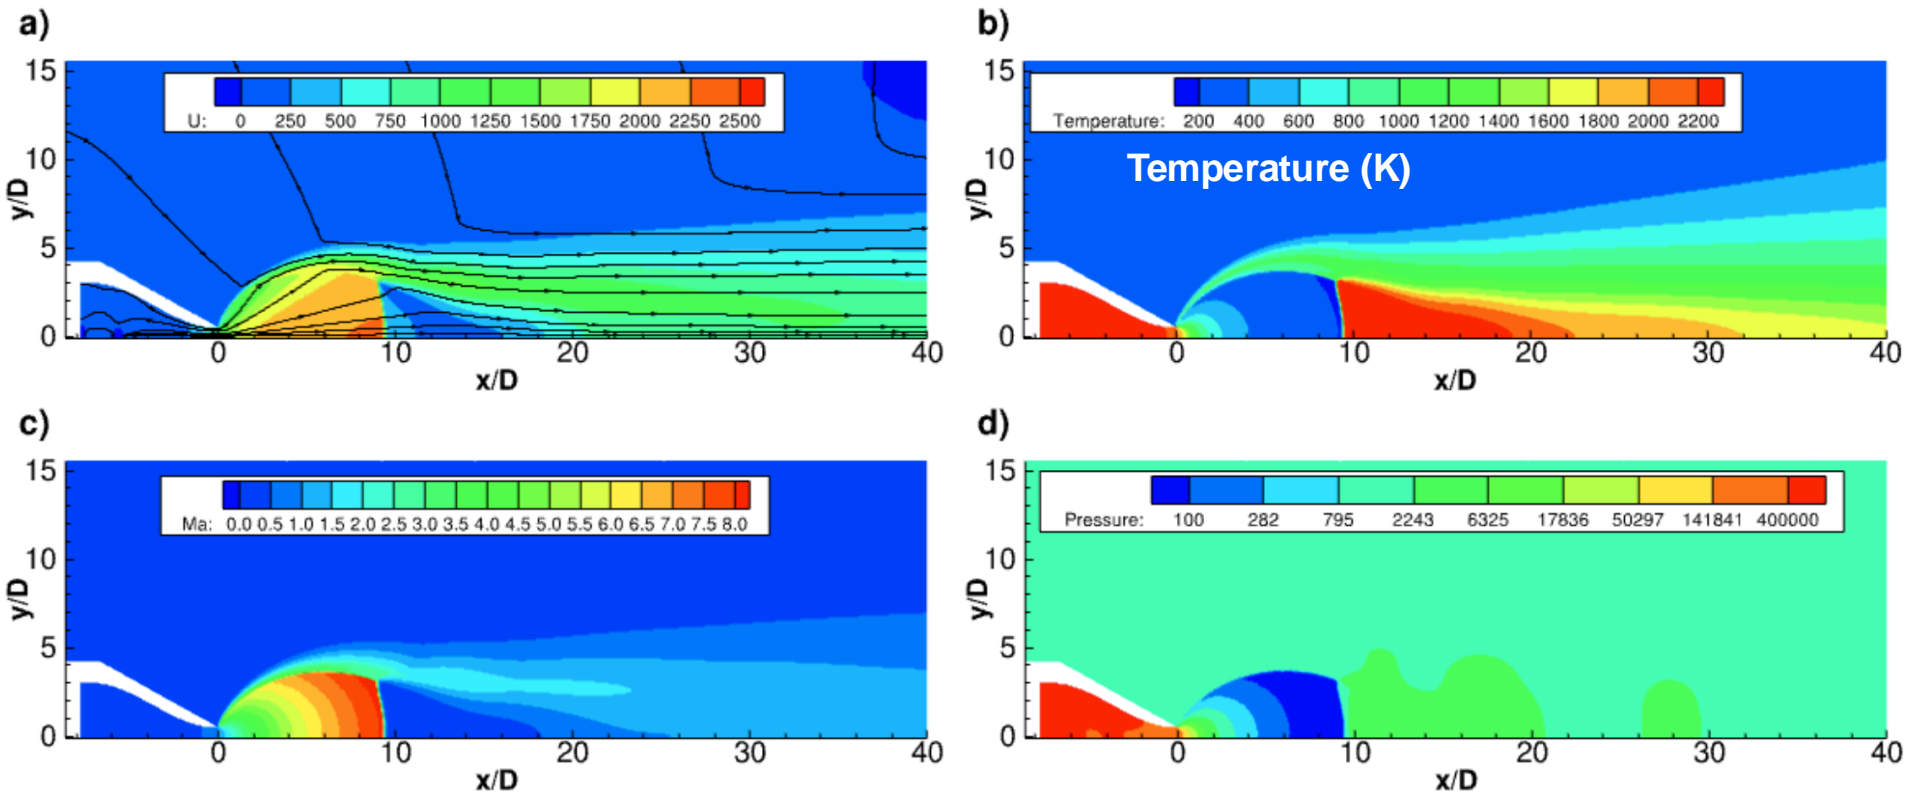 a)
15
10
5
0
y/D
U: 0 250 500 750 1000 1250 1500 1750 2000 2250 2500
0 10 20 30 40
x/D
b)
15
10
5
0
y/D
Temperature: 200 400 600 800 1000 1200 1400 1600 1800 2000 2200
Temperature (K)
0 10 20 30 40
x/D
c)
15
10
5
0
y/D
Ma: 0.0 0.5 1.0 1.5 2.0 2.5 3.0 3.5 4.0 4.5 5.0 5.5 6.0 6.5 7.0 7.5 8.0
0 10 20 30 40
x/D
d)
15
10
5
0
y/D
Pressure: 100 282 795 2243 6325 17836 50297 141841 400000
0 10 20 30 40
x/D